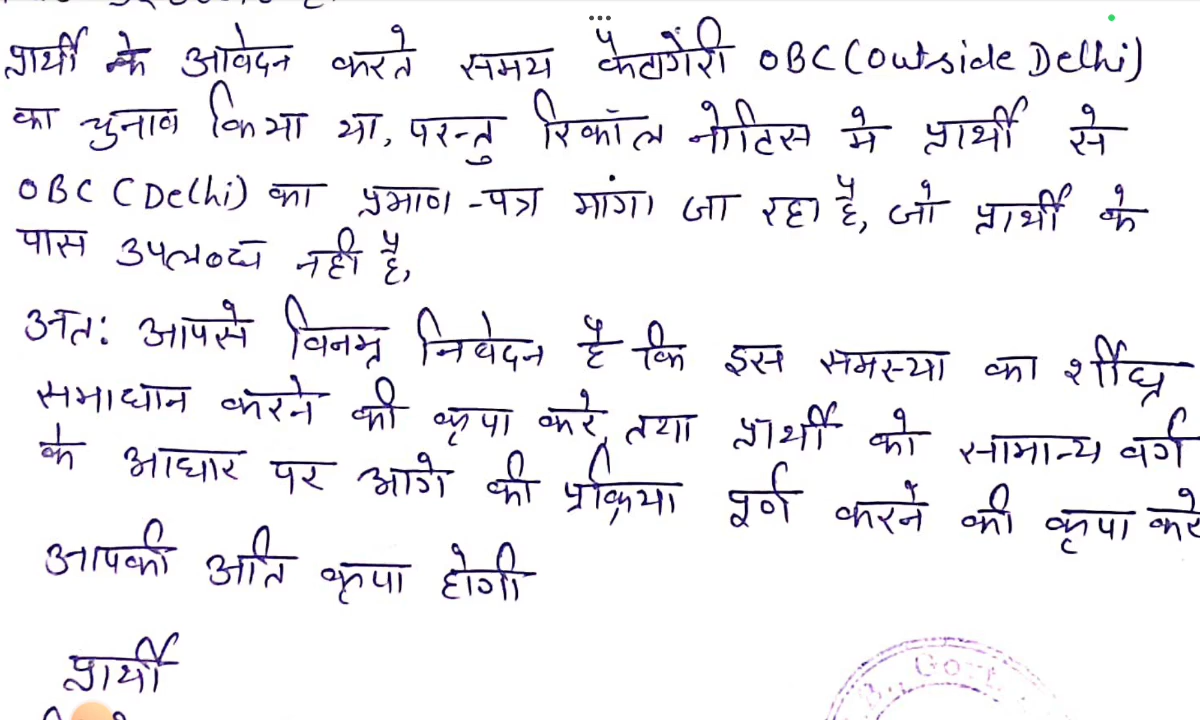 प्रार्थी के आवेदन करते समय कैटागेरी OBC (Outside Delhi)
का चुनाव किया था, परन्तु रिकॉल नोटिस मे प्रार्थी से
OBC (Delhi) का प्रमाण-पत्र मांगा जा रहा है, जो प्रार्थी के
पास उपलब्ध नही है,
अतः आपसे विनम्र निवेदन है कि इस समस्या का शीघ्र
समाधान करने की कृपा करे, तथा प्रार्थी को सामान्य वर्ग
के आधार पर आगे की प्रक्रिया पूर्ण करने की कृपा करे
आपकी अति कृपा होगी
प्रार्थी